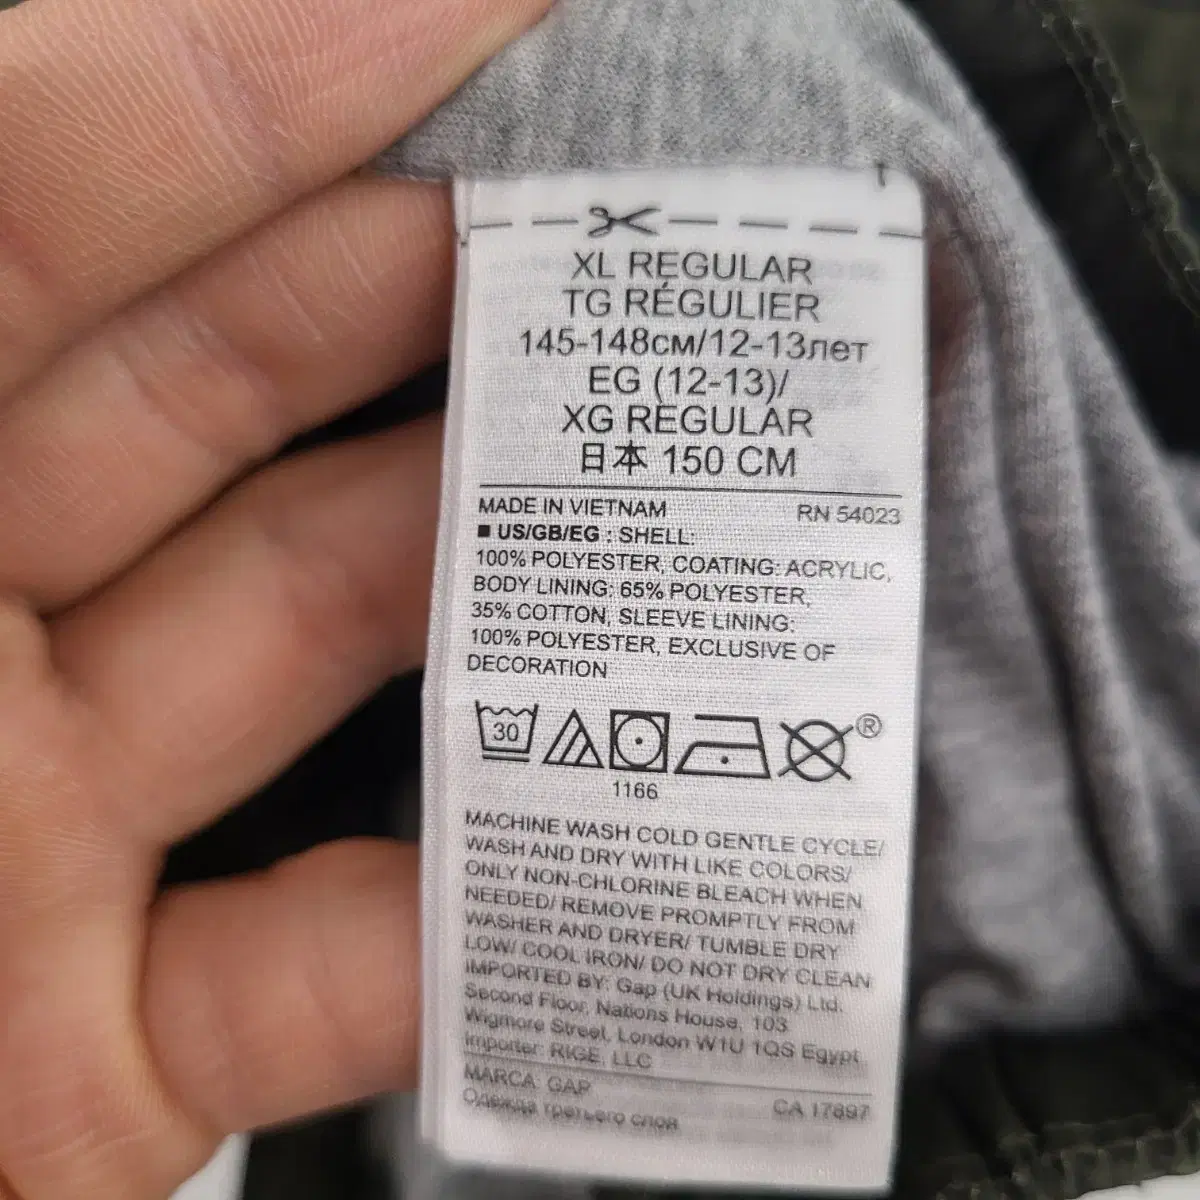 XL REGULAR
TG RÉGULIER
145-148см/12-13лет
EG (12-13)/
XG REGULAR
日本 150 CM
MADE IN VIETNAM
RN 54023
■ US/GB/EG : SHELL:
100% POLYESTER, COATING: ACRYLIC,
BODY LINING: 65% POLYESTER,
35% COTTON, SLEEVE LINING:
100% POLYESTER, EXCLUSIVE OF
DECORATION
30
®
1166
MACHINE WASH COLD GENTLE CYCLE/
WASH AND DRY WITH LIKE COLORS/
ONLY NON-CHLORINE BLEACH WHEN
NEEDED/ REMOVE PROMPTLY FROM
WASHER AND DRYER/ TUMBLE DRY
LOW/ COOL IRON/ DO NOT DRY CLEAN
IMPORTED BY: Gap (UK Holdings) Ltd.
Second Floor, Nations House, 103
Wigmore Street, London W1U 1QS Egypt
Importer: RIGE, LLC
MARCA: GAP
CA 17897
Одежда третьего слоя